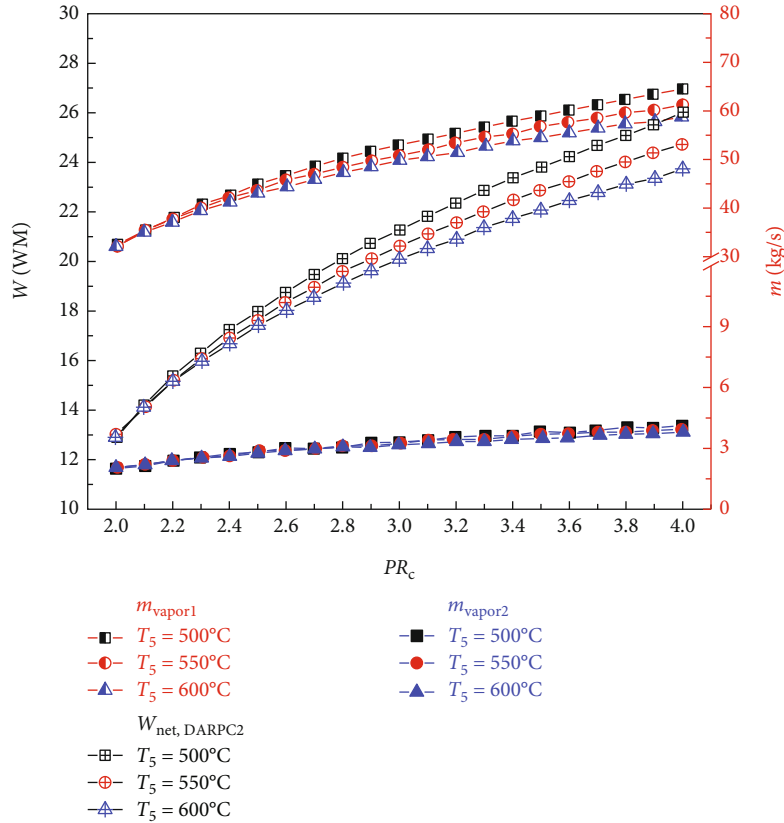 30
28
26
24
22
20
18
16
14
12
10
W (WM)
80
70
60
50
40
30
9
6
3
0
m (kg/s)
2.0 2.2 2.4 2.6 2.8 3.0 3.2 3.4 3.6 3.8 4.0
PRc
mvapor1
T5 = 500°C
T5 = 550°C
T5 = 600°C
mvapor2
T5 = 500°C
T5 = 550°C
T5 = 600°C
Wnet, DARPC2
T5 = 500°C
T5 = 550°C
T5 = 600°C